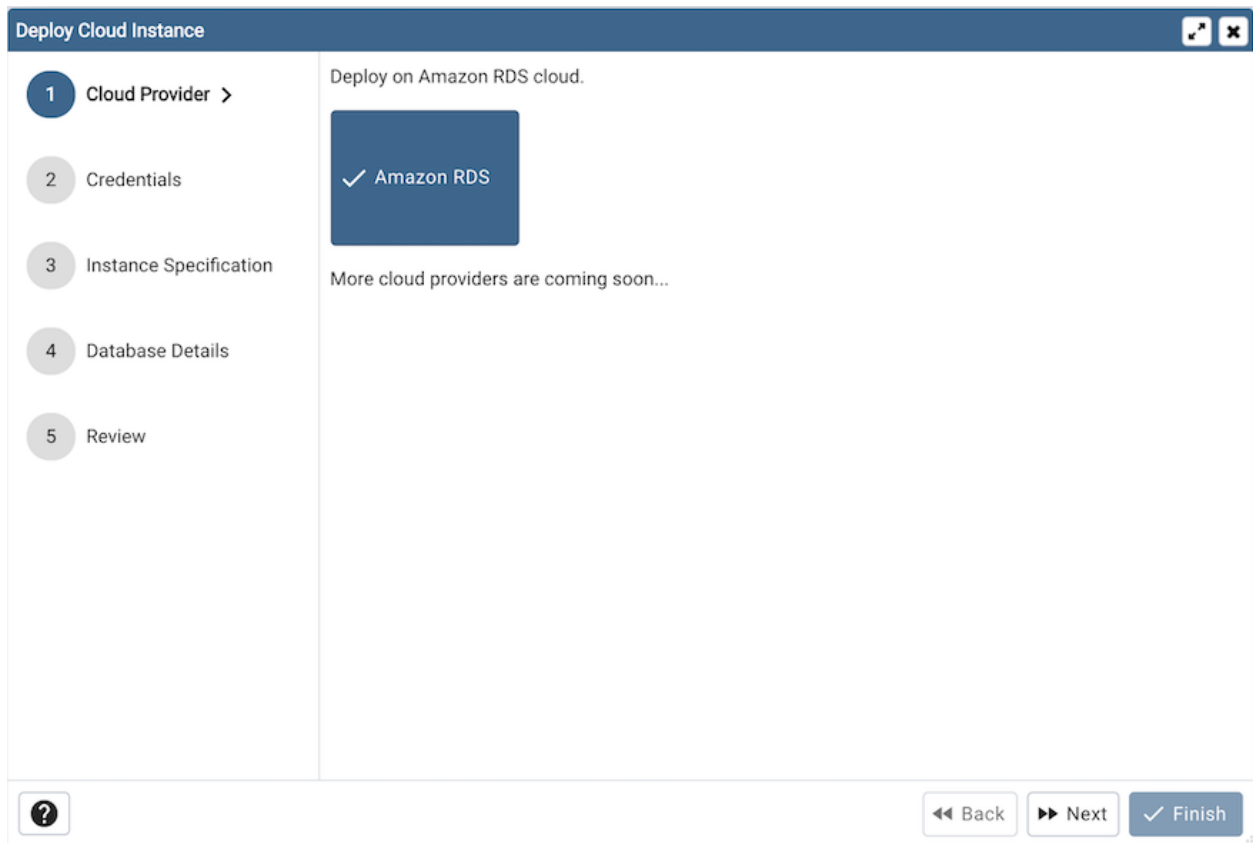 Deploy Cloud Instance
1 Cloud Provider
2 Credentials
3 Instance Specification
4 Database Details
5 Review
Deploy on Amazon RDS cloud.
Amazon RDS
More cloud providers are coming soon...
?
Back
Next
Finish